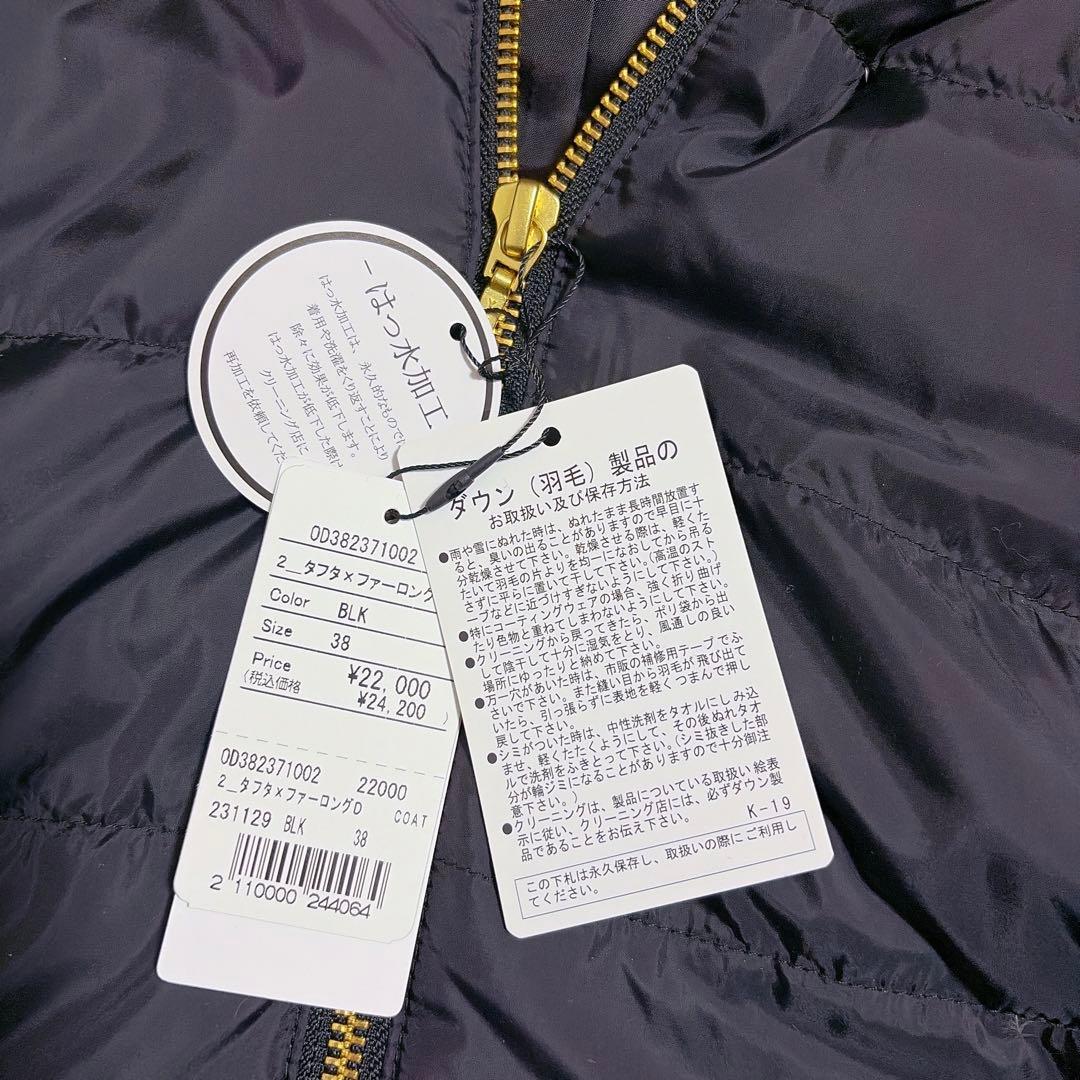 - はっ水加工
はっ水加工は、永久的なものでに
着用や洗濯をくり返すことにより
除々に効果が低下します。
はっ水加工が低下した際に
クリーニング店に
再加工を依頼してくた
OD382371002
2_タフタ×ファーロング
Color BLK
Size 38
Price ¥22,000
(税込価格 ¥24,200 )
OD382371002 22000
2_タフタ×ファーロングD COAT
231129 BLK 38
2 110000 244064
ダウン（羽毛）製品の
お取扱い及び保存方法
●雨や雪にぬれた時は、ぬれたまま長時間放置す
ると、臭いの出ることがありますので早目に十
分乾燥させて下さい。乾燥させる際は、軽くた
たいて羽毛の片よりを均一になおしてから吊る
さずに平らに置いて干して下さい。(高温のスト
ーブなどに近づけすぎないようにして下さい。)
●特にコーティングウェアの場合、強く折り曲げ
たり色物と重ねてしまわないようにして下さい。
●クリーニングから戻ってきたら、ポリ袋から出
して陰干しで十分に湿気をとり、風通しの良い
場所にゆったりと納めて下さい。
●万一穴があいた時は、市販の補修用テープでふ
さいで下さい。また縫い目から羽毛が飛び出て
いたら、引っ張らずに表地を軽くつまんで押し
戻して下さい。
●シミがついた時は、中性洗剤をタオルにしみ込
ませ、軽くたたくようにして、その後ぬれタオ
ルで洗剤をふきとって下さい。(シミ抜きした部
分が輪ジミになることがありますので十分御注
意下さい。)
●クリーニングは、製品についている取扱い絵表
示に従い、クリーニング店には、必ずダウン製
品であることをお伝え下さい。
K-19
この下札は永久保存し、取扱いの際にご利用し
てください。